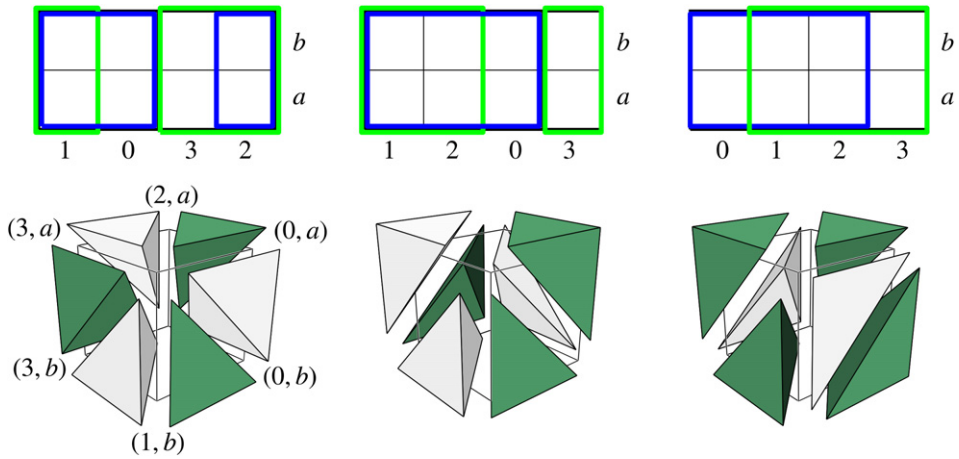 b b b
a a a
1 0 3 2 1 2 0 3 0 1 2 3
(2, a)
(3, a) (0, a)
(3, b) (0, b)
(1, b)